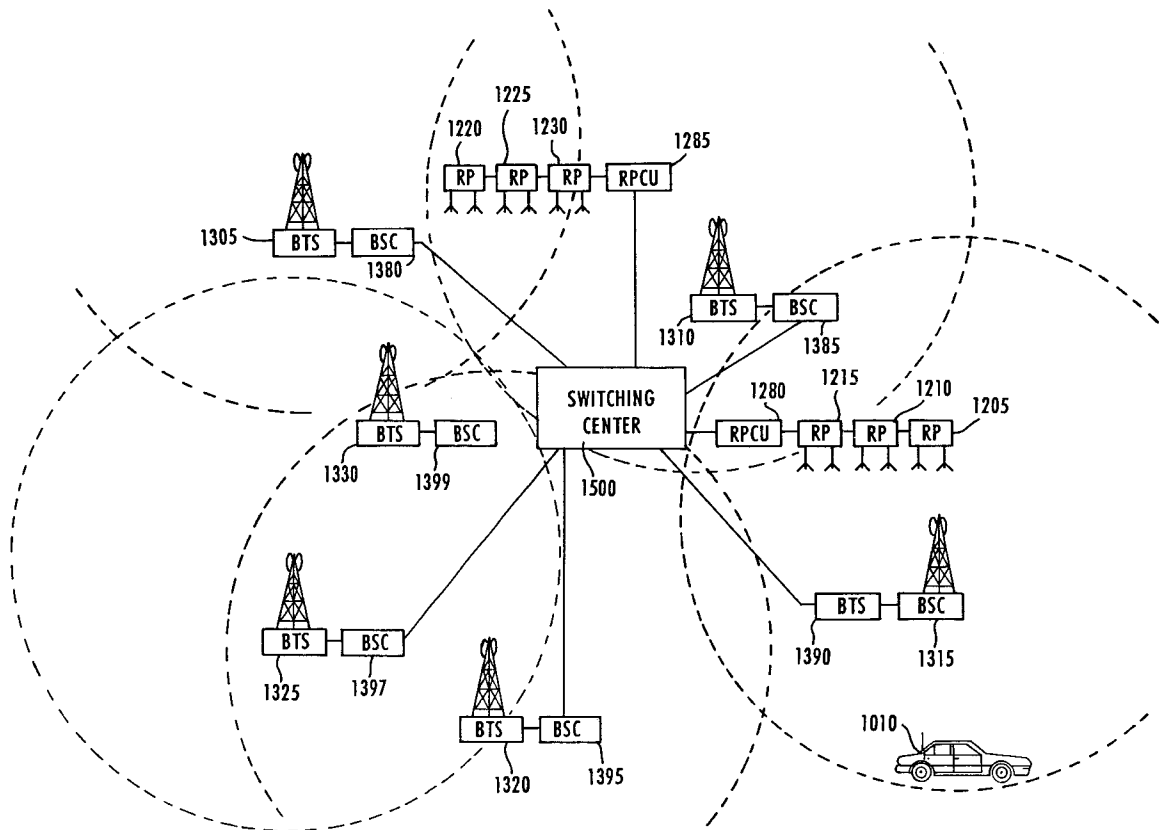 1225
1220
1230
1285
RP
RP
RP
RPCU
1305
BTS
BSC
1380
BTS
BSC
1310
1385
SWITCHING
CENTER
1500
1280
1215
1210
1205
RPCU
RP
RP
RP
BTS
BSC
1330
1399
BTS
BSC
1390
1315
BTS
BSC
1325
1397
BTS
BSC
1320
1395
1010